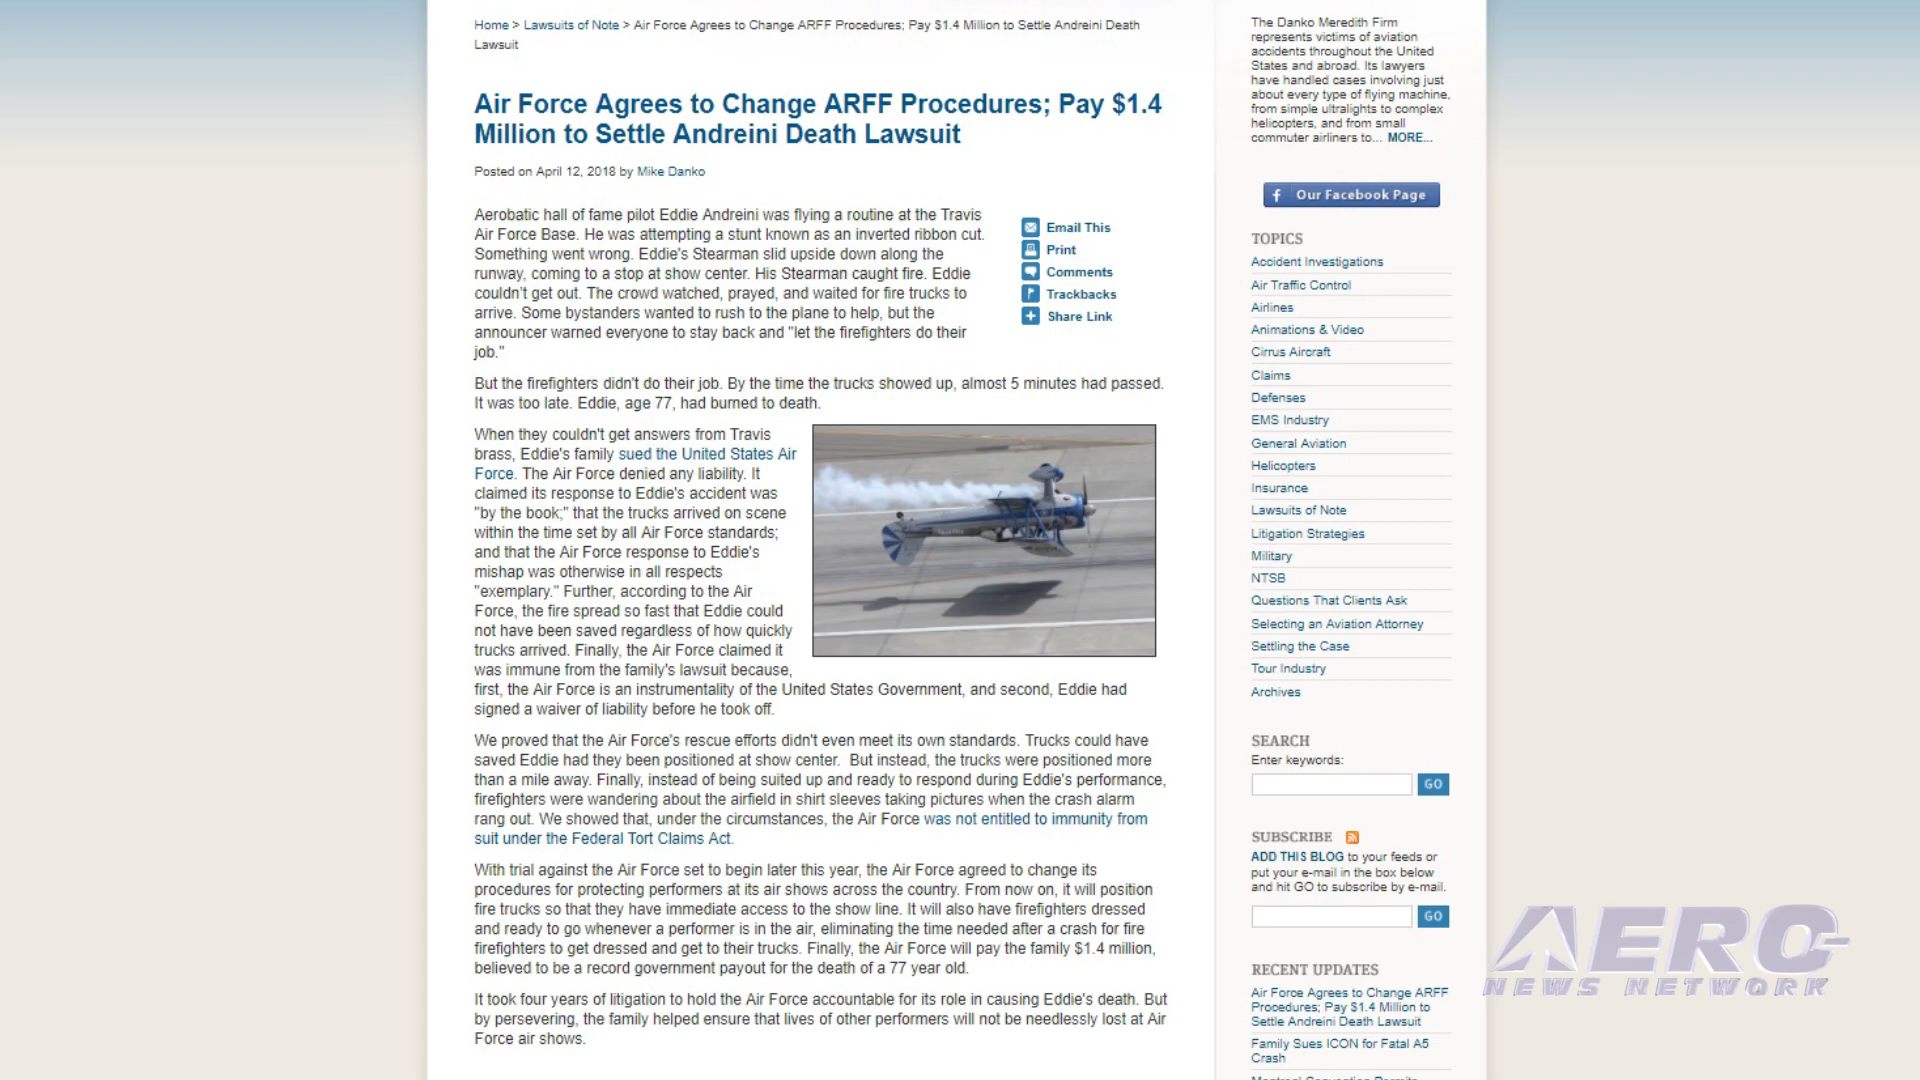 Home > Lawsuits of Note > Air Force Agrees to Change ARFF Procedures; Pay $1.4 Million to Settle Andreini Death
Lawsuit
Air Force Agrees to Change ARFF Procedures; Pay $1.4
Million to Settle Andreini Death Lawsuit
Posted on April 12, 2018 by Mike Danko
Aerobatic hall of fame pilot Eddie Andreini was flying a routine at the Travis
Air Force Base. He was attempting a stunt known as an inverted ribbon cut.
Something went wrong. Eddie's Stearman slid upside down along the
runway, coming to a stop at show center. His Stearman caught fire. Eddie
couldn't get out. The crowd watched, prayed, and waited for fire trucks to
arrive. Some bystanders wanted to rush to the plane to help, but the
announcer warned everyone to stay back and "let the firefighters do their
job."
Email This
Print
Comments
Trackbacks
Share Link
But the firefighters didn't do their job. By the time the trucks showed up, almost 5 minutes had passed.
It was too late. Eddie, age 77, had burned to death.
When they couldn't get answers from Travis
brass, Eddie's family sued the United States Air
Force. The Air Force denied any liability. It
claimed its response to Eddie's accident was
"by the book;" that the trucks arrived on scene
within the time set by all Air Force standards;
and that the Air Force response to Eddie's
mishap was otherwise in all respects
"exemplary." Further, according to the Air
Force, the fire spread so fast that Eddie could
not have been saved regardless of how quickly
trucks arrived. Finally, the Air Force claimed it
was immune from the family's lawsuit because,
first, the Air Force is an instrumentality of the United States Government, and second, Eddie had
signed a waiver of liability before he took off.
We proved that the Air Force's rescue efforts didn't even meet its own standards. Trucks could have
saved Eddie had they been positioned at show center. But instead, the trucks were positioned more
than a mile away. Finally, instead of being suited up and ready to respond during Eddie's performance,
firefighters were wandering about the airfield in shirt sleeves taking pictures when the crash alarm
rang out. We showed that, under the circumstances, the Air Force was not entitled to immunity from
suit under the Federal Tort Claims Act.
With trial against the Air Force set to begin later this year, the Air Force agreed to change its
procedures for protecting performers at its air shows across the country. From now on, it will position
fire trucks so that they have immediate access to the show line. It will also have firefighters dressed
and ready to go whenever a performer is in the air, eliminating the time needed after a crash for fire
firefighters to get dressed and get to their trucks. Finally, the Air Force will pay the family $1.4 million,
believed to be a record government payout for the death of a 77 year old.
It took four years of litigation to hold the Air Force accountable for its role in causing Eddie's death. But
by persevering, the family helped ensure that lives of other performers will not be needlessly lost at Air
Force air shows.
The Danko Meredith Firm
represents victims of aviation
accidents throughout the United
States and abroad. Its lawyers
have handled cases involving just
about every type of flying machine,
from simple ultralights to complex
helicopters, and from small
commuter airliners to... MORE...
Our Facebook Page
TOPICS
Accident Investigations
Air Traffic Control
Airlines
Animations & Video
Cirrus Aircraft
Claims
Defenses
EMS Industry
General Aviation
Helicopters
Insurance
Lawsuits of Note
Litigation Strategies
Military
NTSB
Questions That Clients Ask
Selecting an Aviation Attorney
Settling the Case
Tour Industry
Archives
SEARCH
Enter keywords:
GO
SUBSCRIBE
ADD THIS BLOG to your feeds or
put your e-mail in the box below
and hit GO to subscribe by e-mail.
GO
RECENT UPDATES
Air Force Agrees to Change ARFF
Procedures; Pay $1.4 Million to
Settle Andreini Death Lawsuit
Family Sues ICON for Fatal A5
Crash
AERO
NEWS NETWORK